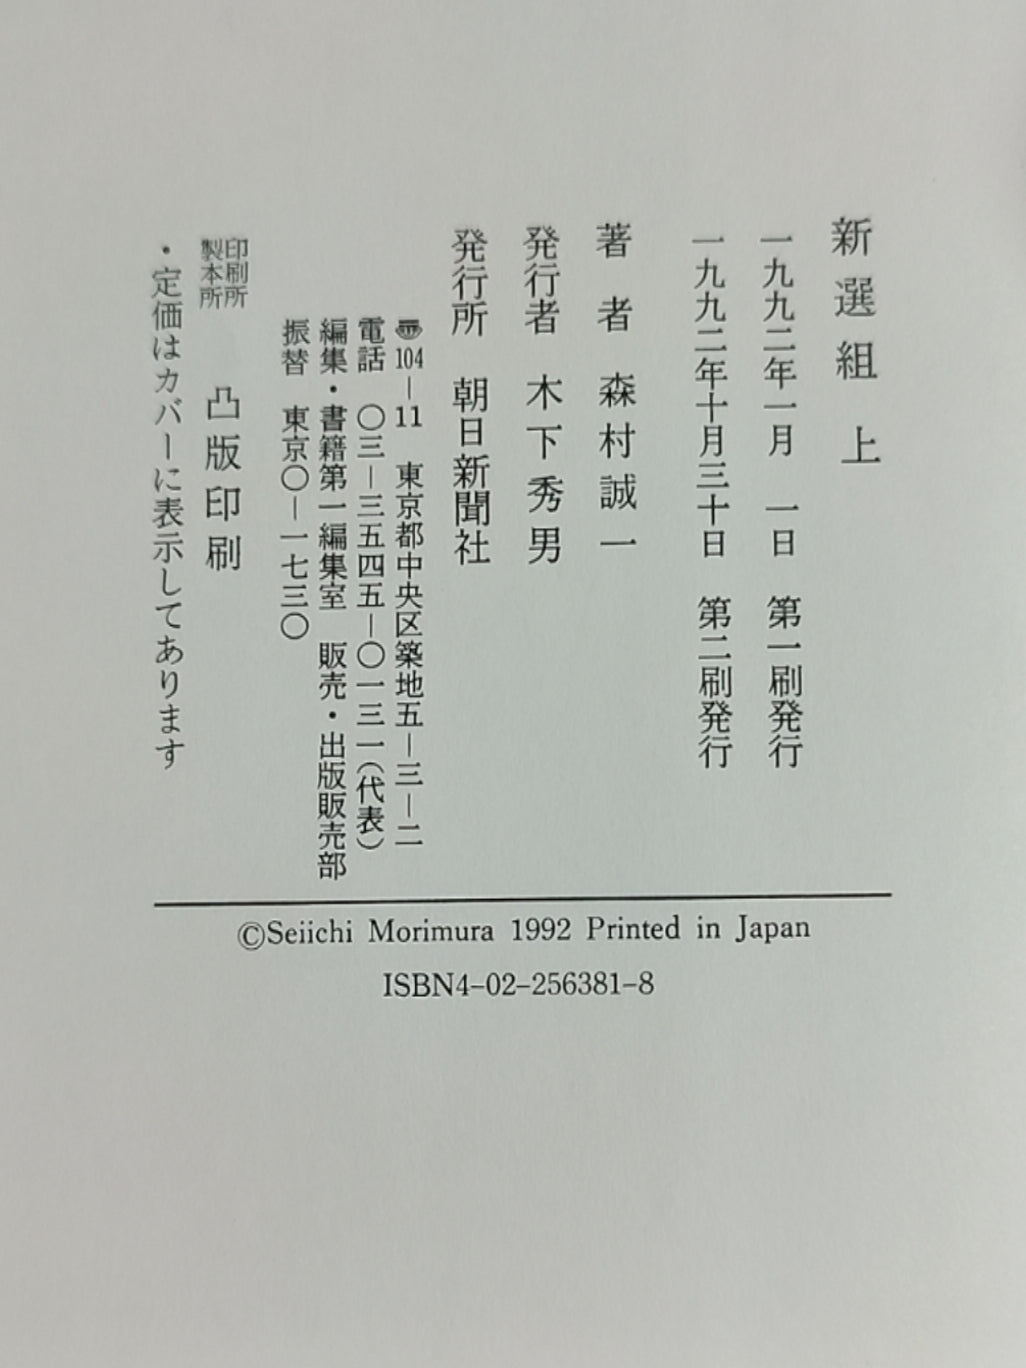 新選組 上
一九九二年一月 一日 第一刷発行
一九九二年十月三十日 第二刷発行
著 者 森村誠一
発行者 木下秀男
発行所 朝日新聞社
〠104―11 東京都中央区築地五―三―二
電話 〇三―三五四五―〇一三一(代表)
編集・書籍第一編集室 販売・出版販売部
振替 東京〇―一七三〇
印刷所
製本所 凸版印刷
・定価はカバーに表示してあります
©Seiichi Morimura 1992 Printed in Japan
ISBN4-02-256381-8